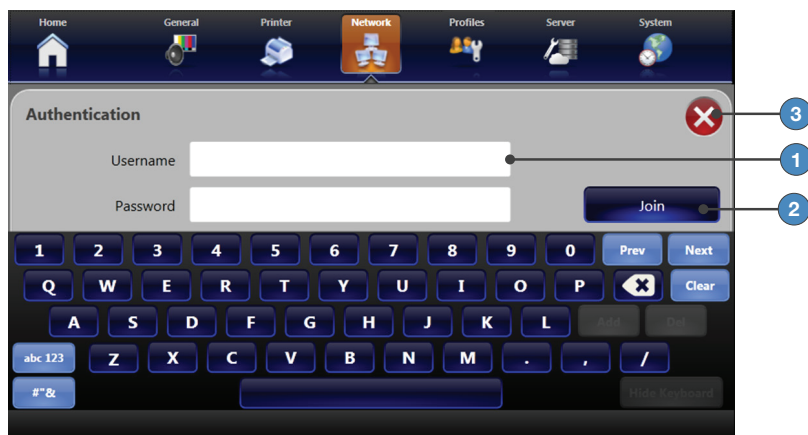 Home General Printer Network Profiles Server System
Authentication
3
Username
1
Password
Join
2
1 2 3 4 5 6 7 8 9 0 Prev Next
Q W E R T Y U I O P Clear
A S D F G H J K L Add Del
abc 123 Z X C V B N M . , /
#"& Hide Keyboard